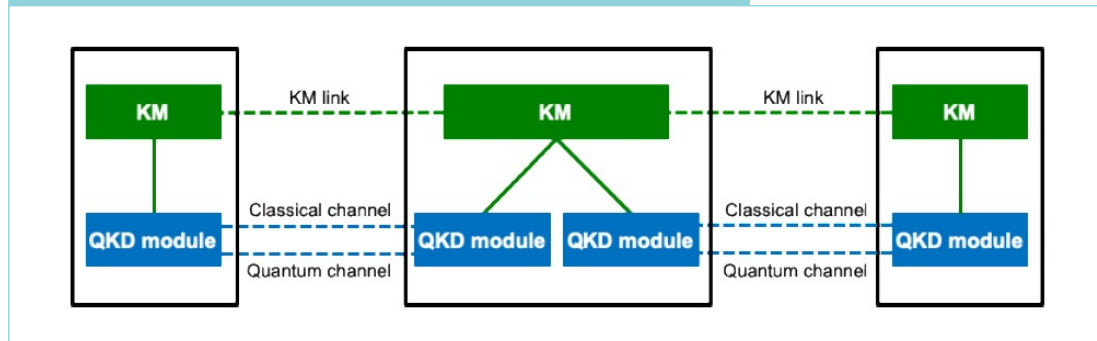 KM
KM link
KM
KM link
KM
Classical channel
Classical channel
QKD module
QKD module
QKD module
QKD module
Quantum channel
Quantum channel